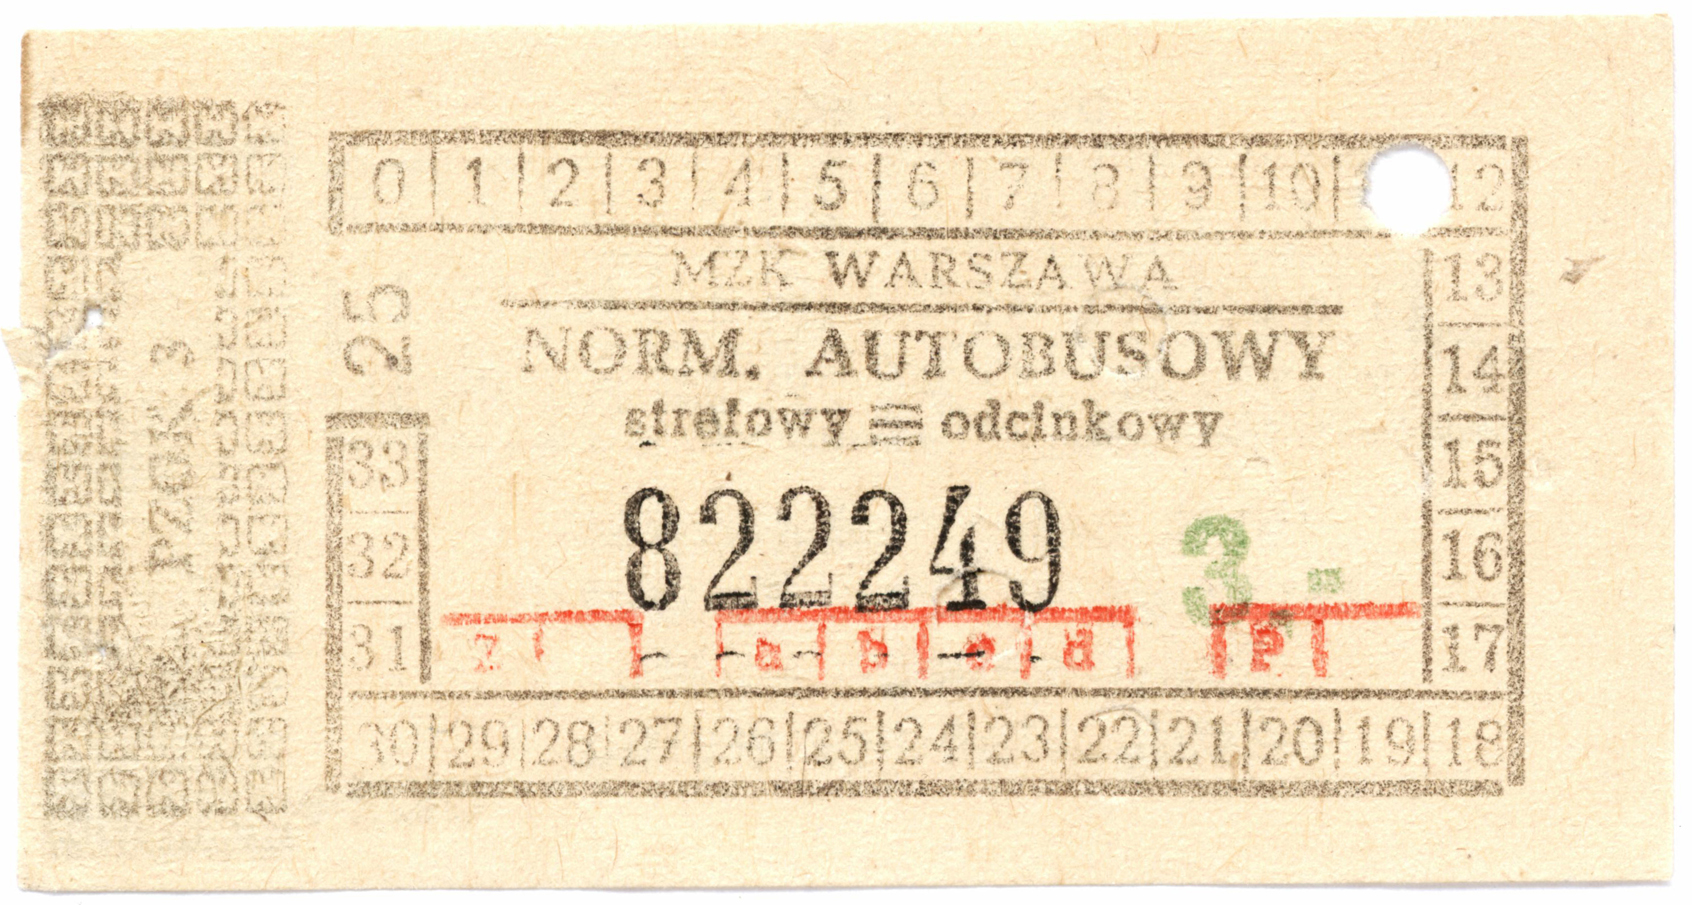 0 1 2 3 4 5 6 7 8 9 10 12
MZK WARSZAWA
NORM. AUTOBUSOWY
strefowy = odcinkowy
822249
3.-
z a b c d P
13
14
15
16
17
30 29 28 27 26 25 24 23 22 21 20 19 18
33
32
31
25
PZGK 3